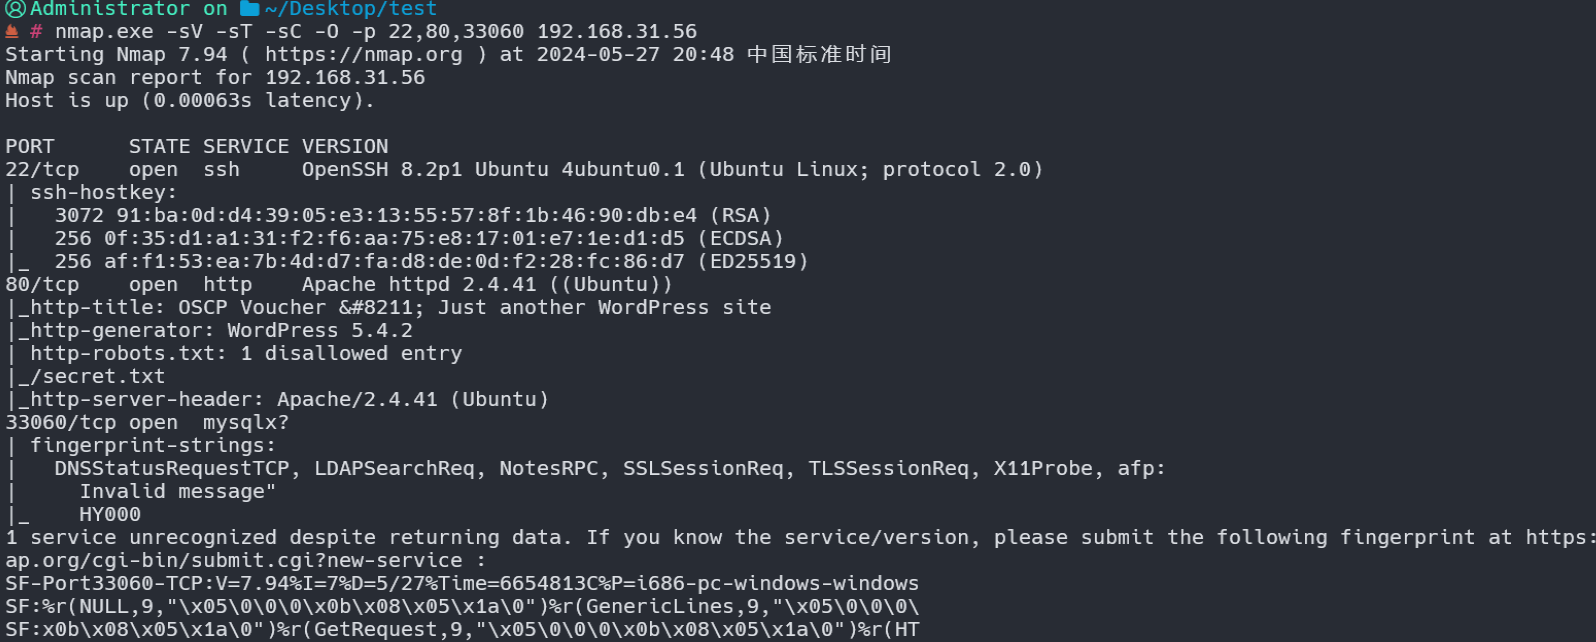 Administrator on ~/Desktop/test
# nmap.exe -sV -sT -sC -O -p 22,80,33060 192.168.31.56
Starting Nmap 7.94 ( https://nmap.org ) at 2024-05-27 20:48 中国标准时间
Nmap scan report for 192.168.31.56
Host is up (0.00063s latency).
PORT      STATE SERVICE VERSION
22/tcp    open  ssh     OpenSSH 8.2p1 Ubuntu 4ubuntu0.1 (Ubuntu Linux; protocol 2.0)
| ssh-hostkey:
|   3072 91:ba:0d:d4:39:05:e3:13:55:57:8f:1b:46:90:db:e4 (RSA)
|   256 0f:35:d1:a1:31:f2:f6:aa:75:e8:17:01:e7:1e:d1:d5 (ECDSA)
|_  256 af:f1:53:ea:7b:4d:d7:fa:d8:de:0d:f2:28:fc:86:d7 (ED25519)
80/tcp    open  http    Apache httpd 2.4.41 ((Ubuntu))
|_http-title: OSCP Voucher &#8211; Just another WordPress site
|_http-generator: WordPress 5.4.2
| http-robots.txt: 1 disallowed entry
|_/secret.txt
|_http-server-header: Apache/2.4.41 (Ubuntu)
33060/tcp open  mysqlx?
| fingerprint-strings:
|   DNSStatusRequestTCP, LDAPSearchReq, NotesRPC, SSLSessionReq, TLSSessionReq, X11Probe, afp:
|     Invalid message"
|_    HY000
1 service unrecognized despite returning data. If you know the service/version, please submit the following fingerprint at https:
ap.org/cgi-bin/submit.cgi?new-service :
SF-Port33060-TCP:V=7.94%I=7%D=5/27%Time=6654813C%P=i686-pc-windows-windows
SF:%r(NULL,9,"\x05\0\0\0\x0b\x08\x05\x1a\0")%r(GenericLines,9,"\x05\0\0\0\
SF:x0b\x08\x05\x1a\0")%r(GetRequest,9,"\x05\0\0\0\x0b\x08\x05\x1a\0")%r(HT